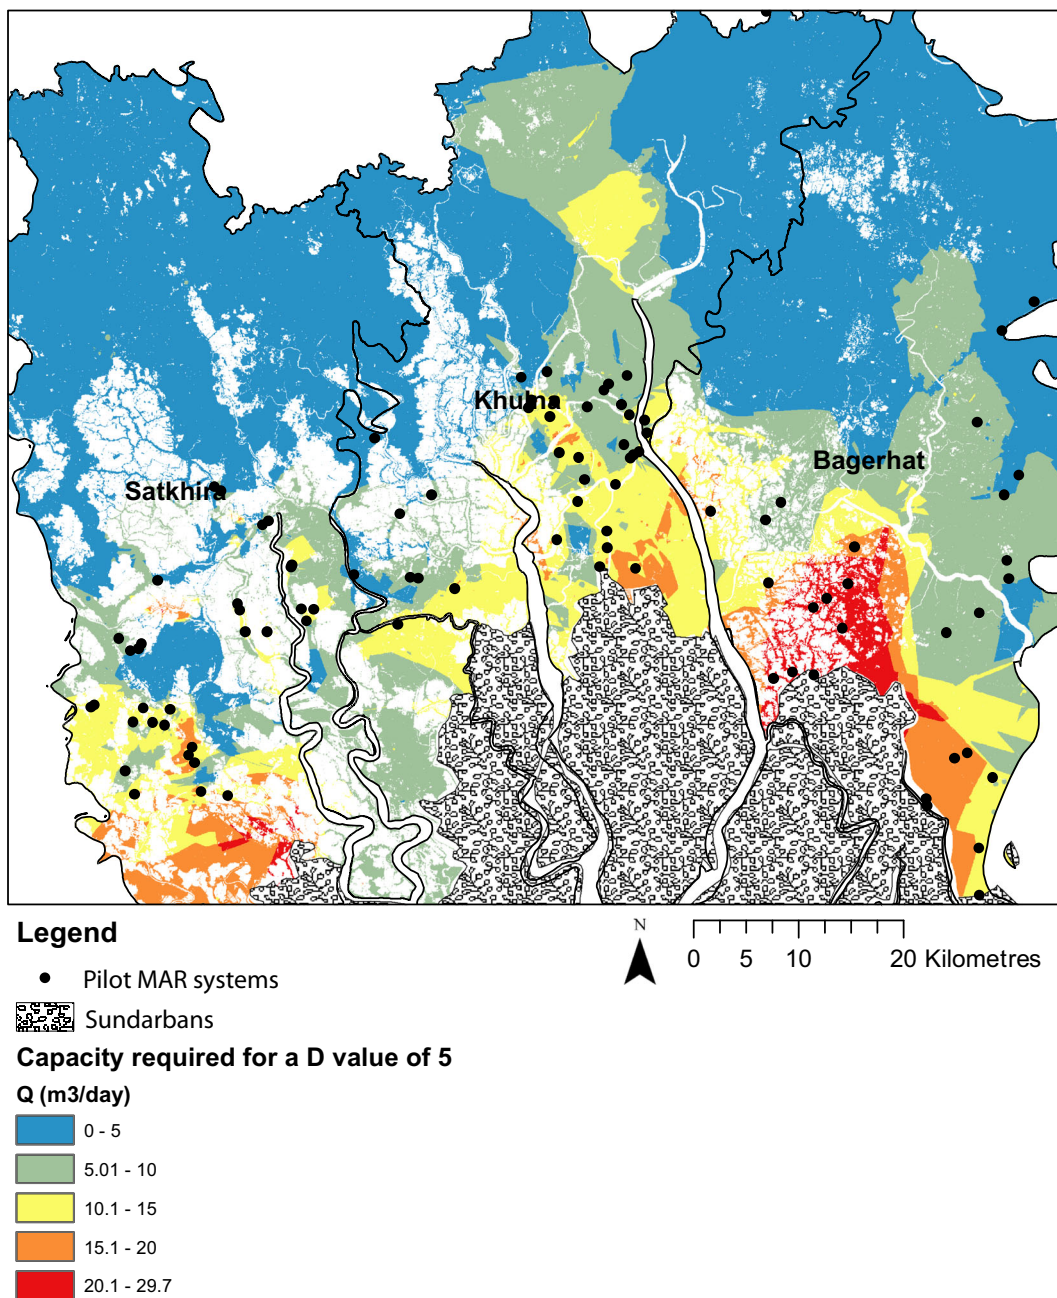 Khulna
Bagerhat
Satkhira
Legend
Pilot MAR systems
Sundarbans
N
0 5 10 20 Kilometres
Capacity required for a D value of 5
Q (m3/day)
0 - 5
5.01 - 10
10.1 - 15
15.1 - 20
20.1 - 29.7